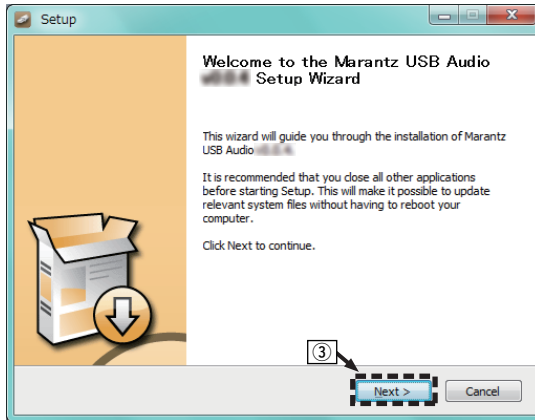 Setup
Welcome to the Marantz USB Audio
Setup Wizard
This wizard will guide you through the installation of Marantz
USB Audio
It is recommended that you close all other applications
before starting Setup. This will make it possible to update
relevant system files without having to reboot your
computer.
Click Next to continue.
③
Next >
Cancel